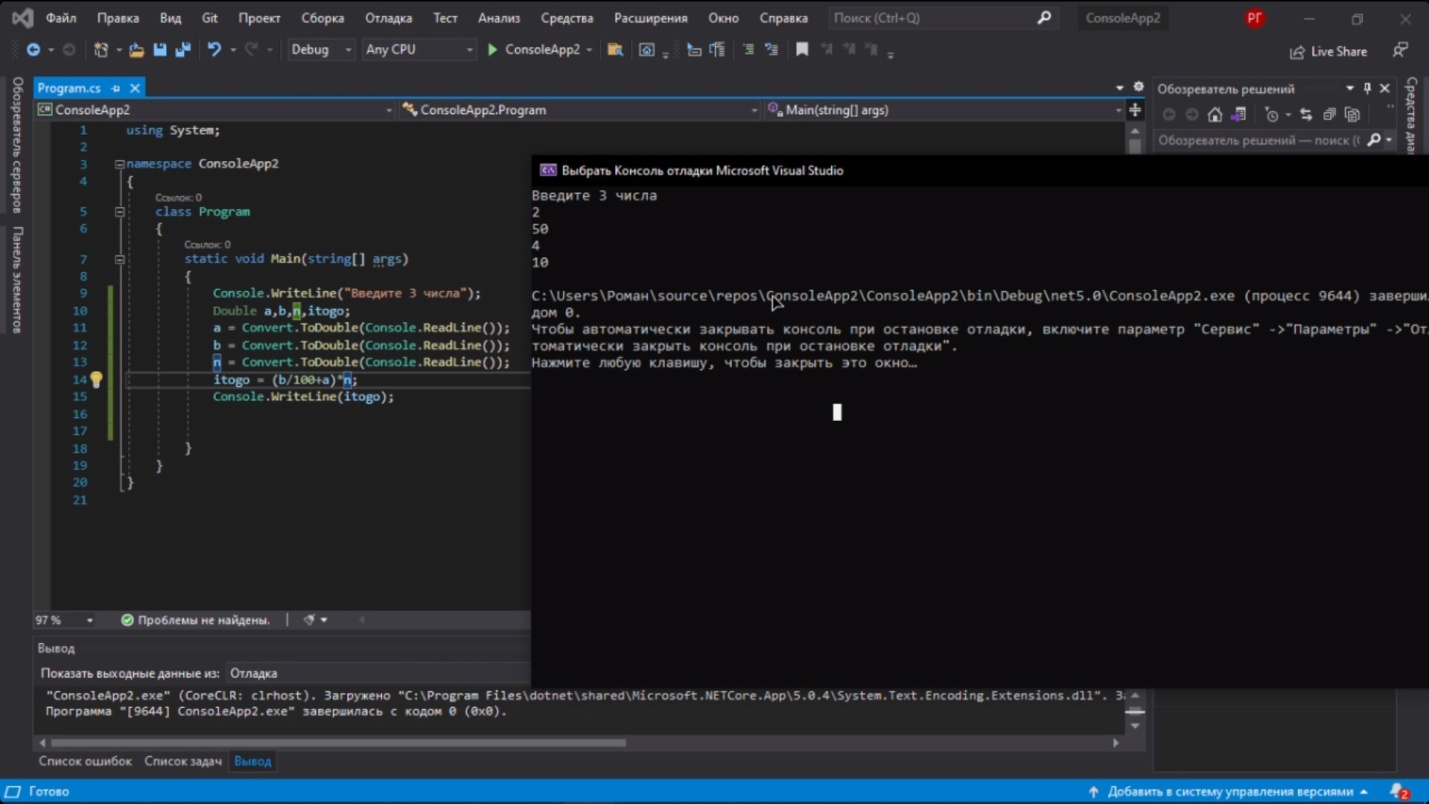 Файл Правка Вид Git Проект Сборка Отладка Тест Анализ Средства Расширения Окно Справка Поиск (Ctrl+Q) ConsoleApp2 РГ
Debug Any CPU ConsoleApp2 Live Share
Обозреватель серверов
Панель элементов
Program.cs
ConsoleApp2 ConsoleApp2.Program Main(string[] args)
1 using System;
2
3 namespace ConsoleApp2
4 {
Ссылок: 0
5 class Program
6 {
Ссылок: 0
7 static void Main(string[] args)
8 {
9 Console.WriteLine("Введите 3 числа");
10 Double a,b,n,itogo;
11 a = Convert.ToDouble(Console.ReadLine());
12 b = Convert.ToDouble(Console.ReadLine());
13 n = Convert.ToDouble(Console.ReadLine());
14 itogo = (b/100+a)*n;
15 Console.WriteLine(itogo);
16
17
18 }
19 }
20 }
21
Обозреватель решений
Обозреватель решений — поиск (
Средства диа
Выбрать Консоль отладки Microsoft Visual Studio
Введите 3 числа
2
50
4
10
C:\Users\Роман\source\repos\ConsoleApp2\ConsoleApp2\bin\Debug\net5.0\ConsoleApp2.exe (процесс 9644) заверши
дом 0.
Чтобы автоматически закрывать консоль при остановке отладки, включите параметр "Сервис" ->"Параметры" ->"От
томатически закрыть консоль при остановке отладки".
Нажмите любую клавишу, чтобы закрыть это окно…
97 % Проблемы не найдены.
Вывод
Показать выходные данные из: Отладка
"ConsoleApp2.exe" (CoreCLR: clrhost). Загружено "C:\Program Files\dotnet\shared\Microsoft.NETCore.App\5.0.4\System.Text.Encoding.Extensions.dll". З
Программа "[9644] ConsoleApp2.exe" завершилась с кодом 0 (0x0).
Список ошибок Список задач Вывод
Готово Добавить в систему управления версиями 2